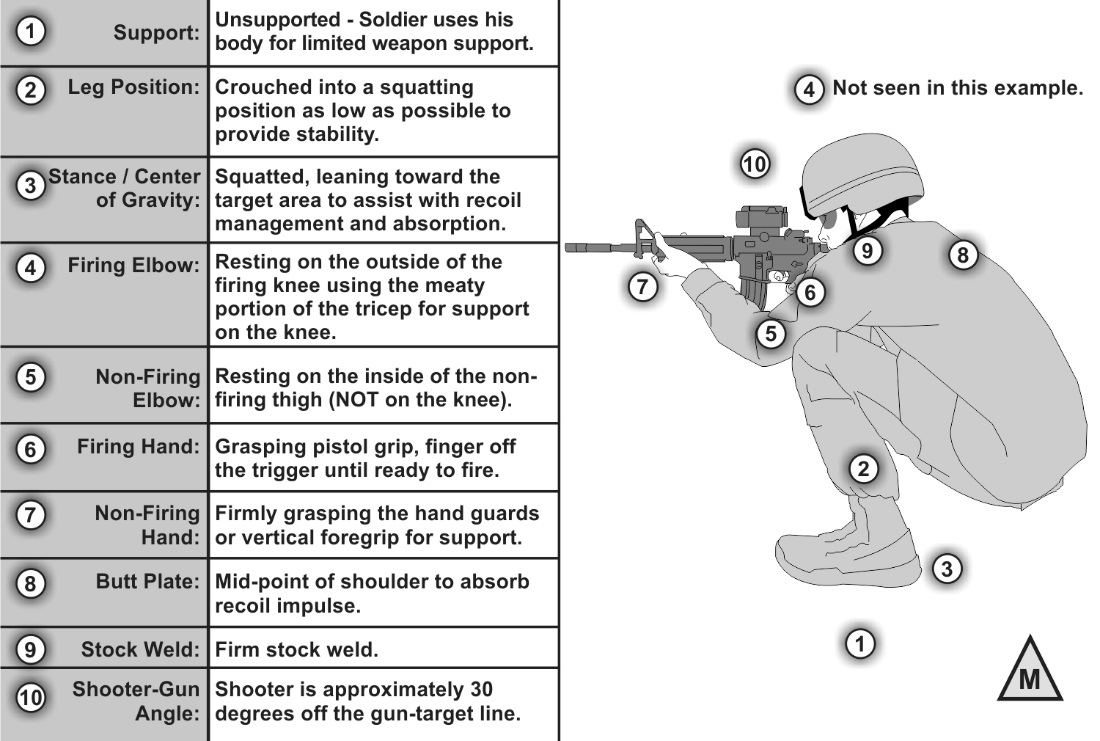 1 Support: Unsupported - Soldier uses his
body for limited weapon support.
2 Leg Position: Crouched into a squatting
position as low as possible to
provide stability.
3 Stance / Center
of Gravity:
Squatted, leaning toward the
target area to assist with recoil
management and absorption.
4 Firing Elbow: Resting on the outside of the
firing knee using the meaty
portion of the tricep for support
on the knee.
5 Non-Firing
Elbow:
Resting on the inside of the non-
firing thigh (NOT on the knee).
6 Firing Hand: Grasping pistol grip, finger off
the trigger until ready to fire.
7 Non-Firing
Hand:
Firmly grasping the hand guards
or vertical foregrip for support.
8 Butt Plate: Mid-point of shoulder to absorb
recoil impulse.
9 Stock Weld: Firm stock weld.
10 Shooter-Gun
Angle:
Shooter is approximately 30
degrees off the gun-target line.
4 Not seen in this example.
10
9
8
7
6
5
2
3
1
M